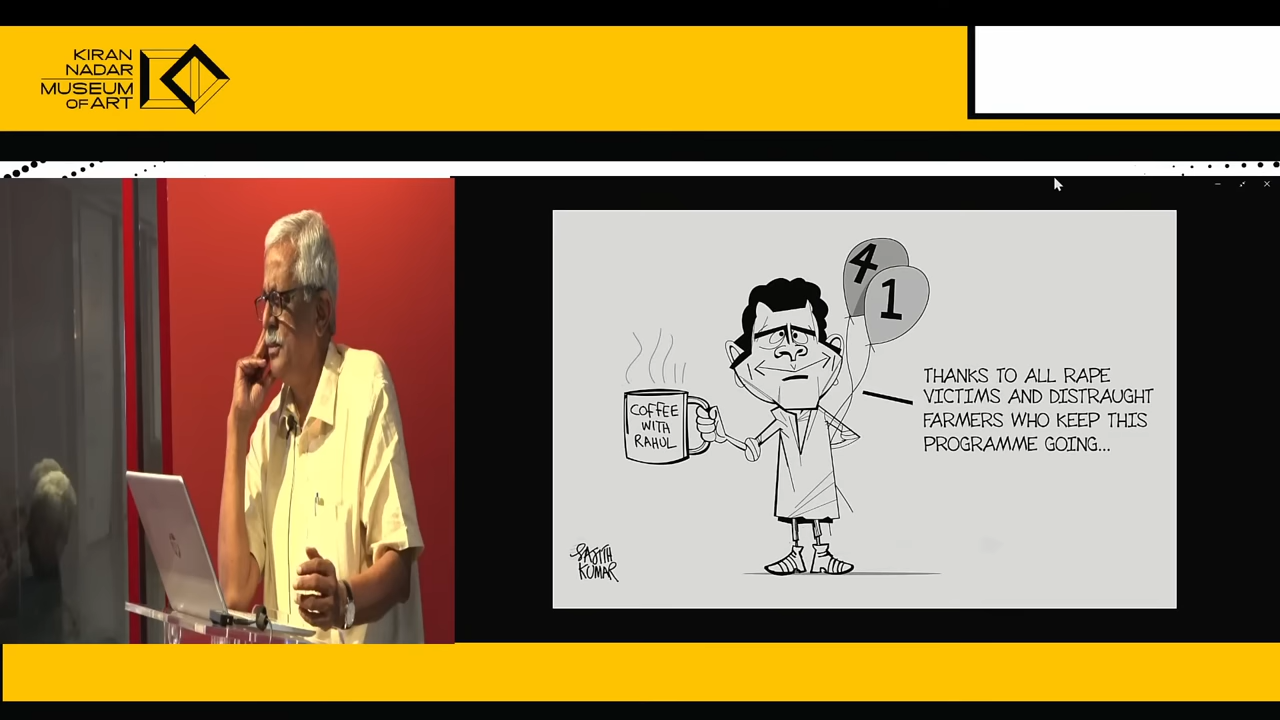 KIRAN
NADAR
MUSEUM
OF ART
4
1
COFFEE
WITH
RAHUL
THANKS TO ALL RAPE
VICTIMS AND DISTRAUGHT
FARMERS WHO KEEP THIS
PROGRAMME GOING...
SAJITH
KUMAR